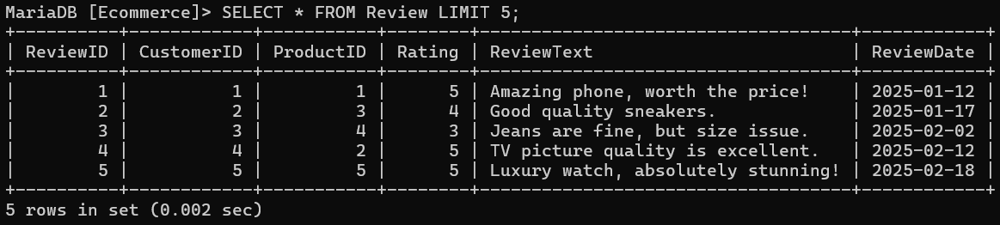 MariaDB [Ecommerce]> SELECT * FROM Review LIMIT 5;
+----------+------------+-----------+--------+------------------------------------+------------+
| ReviewID | CustomerID | ProductID | Rating | ReviewText                         | ReviewDate |
+----------+------------+-----------+--------+------------------------------------+------------+
|        1 |          1 |         1 |      5 | Amazing phone, worth the price!    | 2025-01-12 |
|        2 |          2 |         3 |      4 | Good quality sneakers.             | 2025-01-17 |
|        3 |          3 |         4 |      3 | Jeans are fine, but size issue.    | 2025-02-02 |
|        4 |          4 |         2 |      5 | TV picture quality is excellent.   | 2025-02-12 |
|        5 |          5 |         5 |      5 | Luxury watch, absolutely stunning! | 2025-02-18 |
+----------+------------+-----------+--------+------------------------------------+------------+
5 rows in set (0.002 sec)